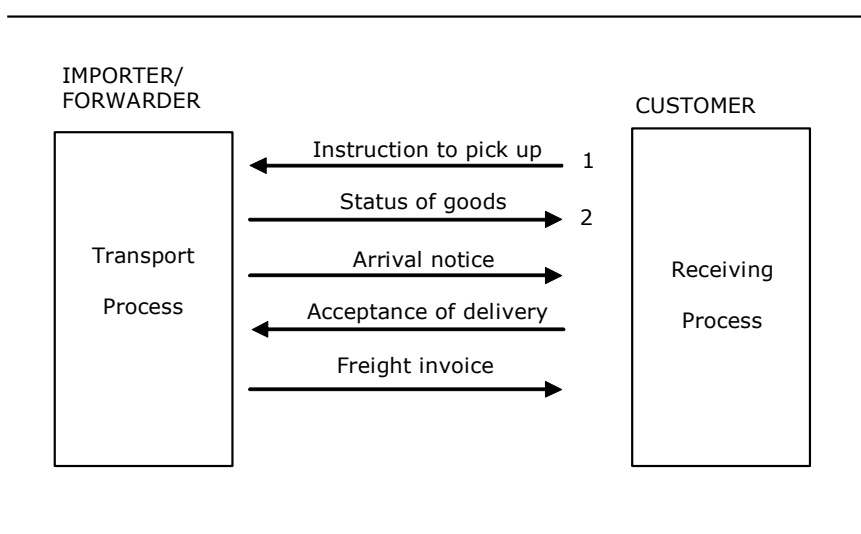 IMPORTER/
FORWARDER
CUSTOMER
Instruction to pick up
1
Status of goods
2
Arrival notice
Acceptance of delivery
Freight invoice
Transport
Process
Receiving
Process